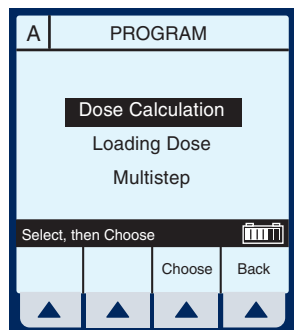 A PROGRAM
Dose Calculation
Loading Dose
Multistep
Select, then Choose
Choose Back